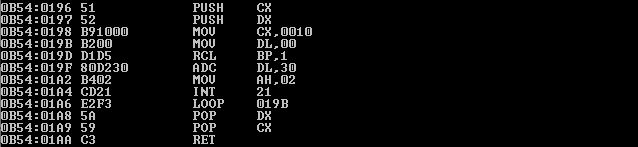 0B54:0196 51 PUSH CX
0B54:0197 52 PUSH DX
0B54:0198 B91000 MOV CX,0010
0B54:019B B200 MOV DL,00
0B54:019D D1D5 RCL BP,1
0B54:019F 80D230 ADC DL,30
0B54:01A2 B402 MOV AH,02
0B54:01A4 CD21 INT 21
0B54:01A6 E2F3 LOOP 019B
0B54:01A8 5A POP DX
0B54:01A9 59 POP CX
0B54:01AA C3 RET